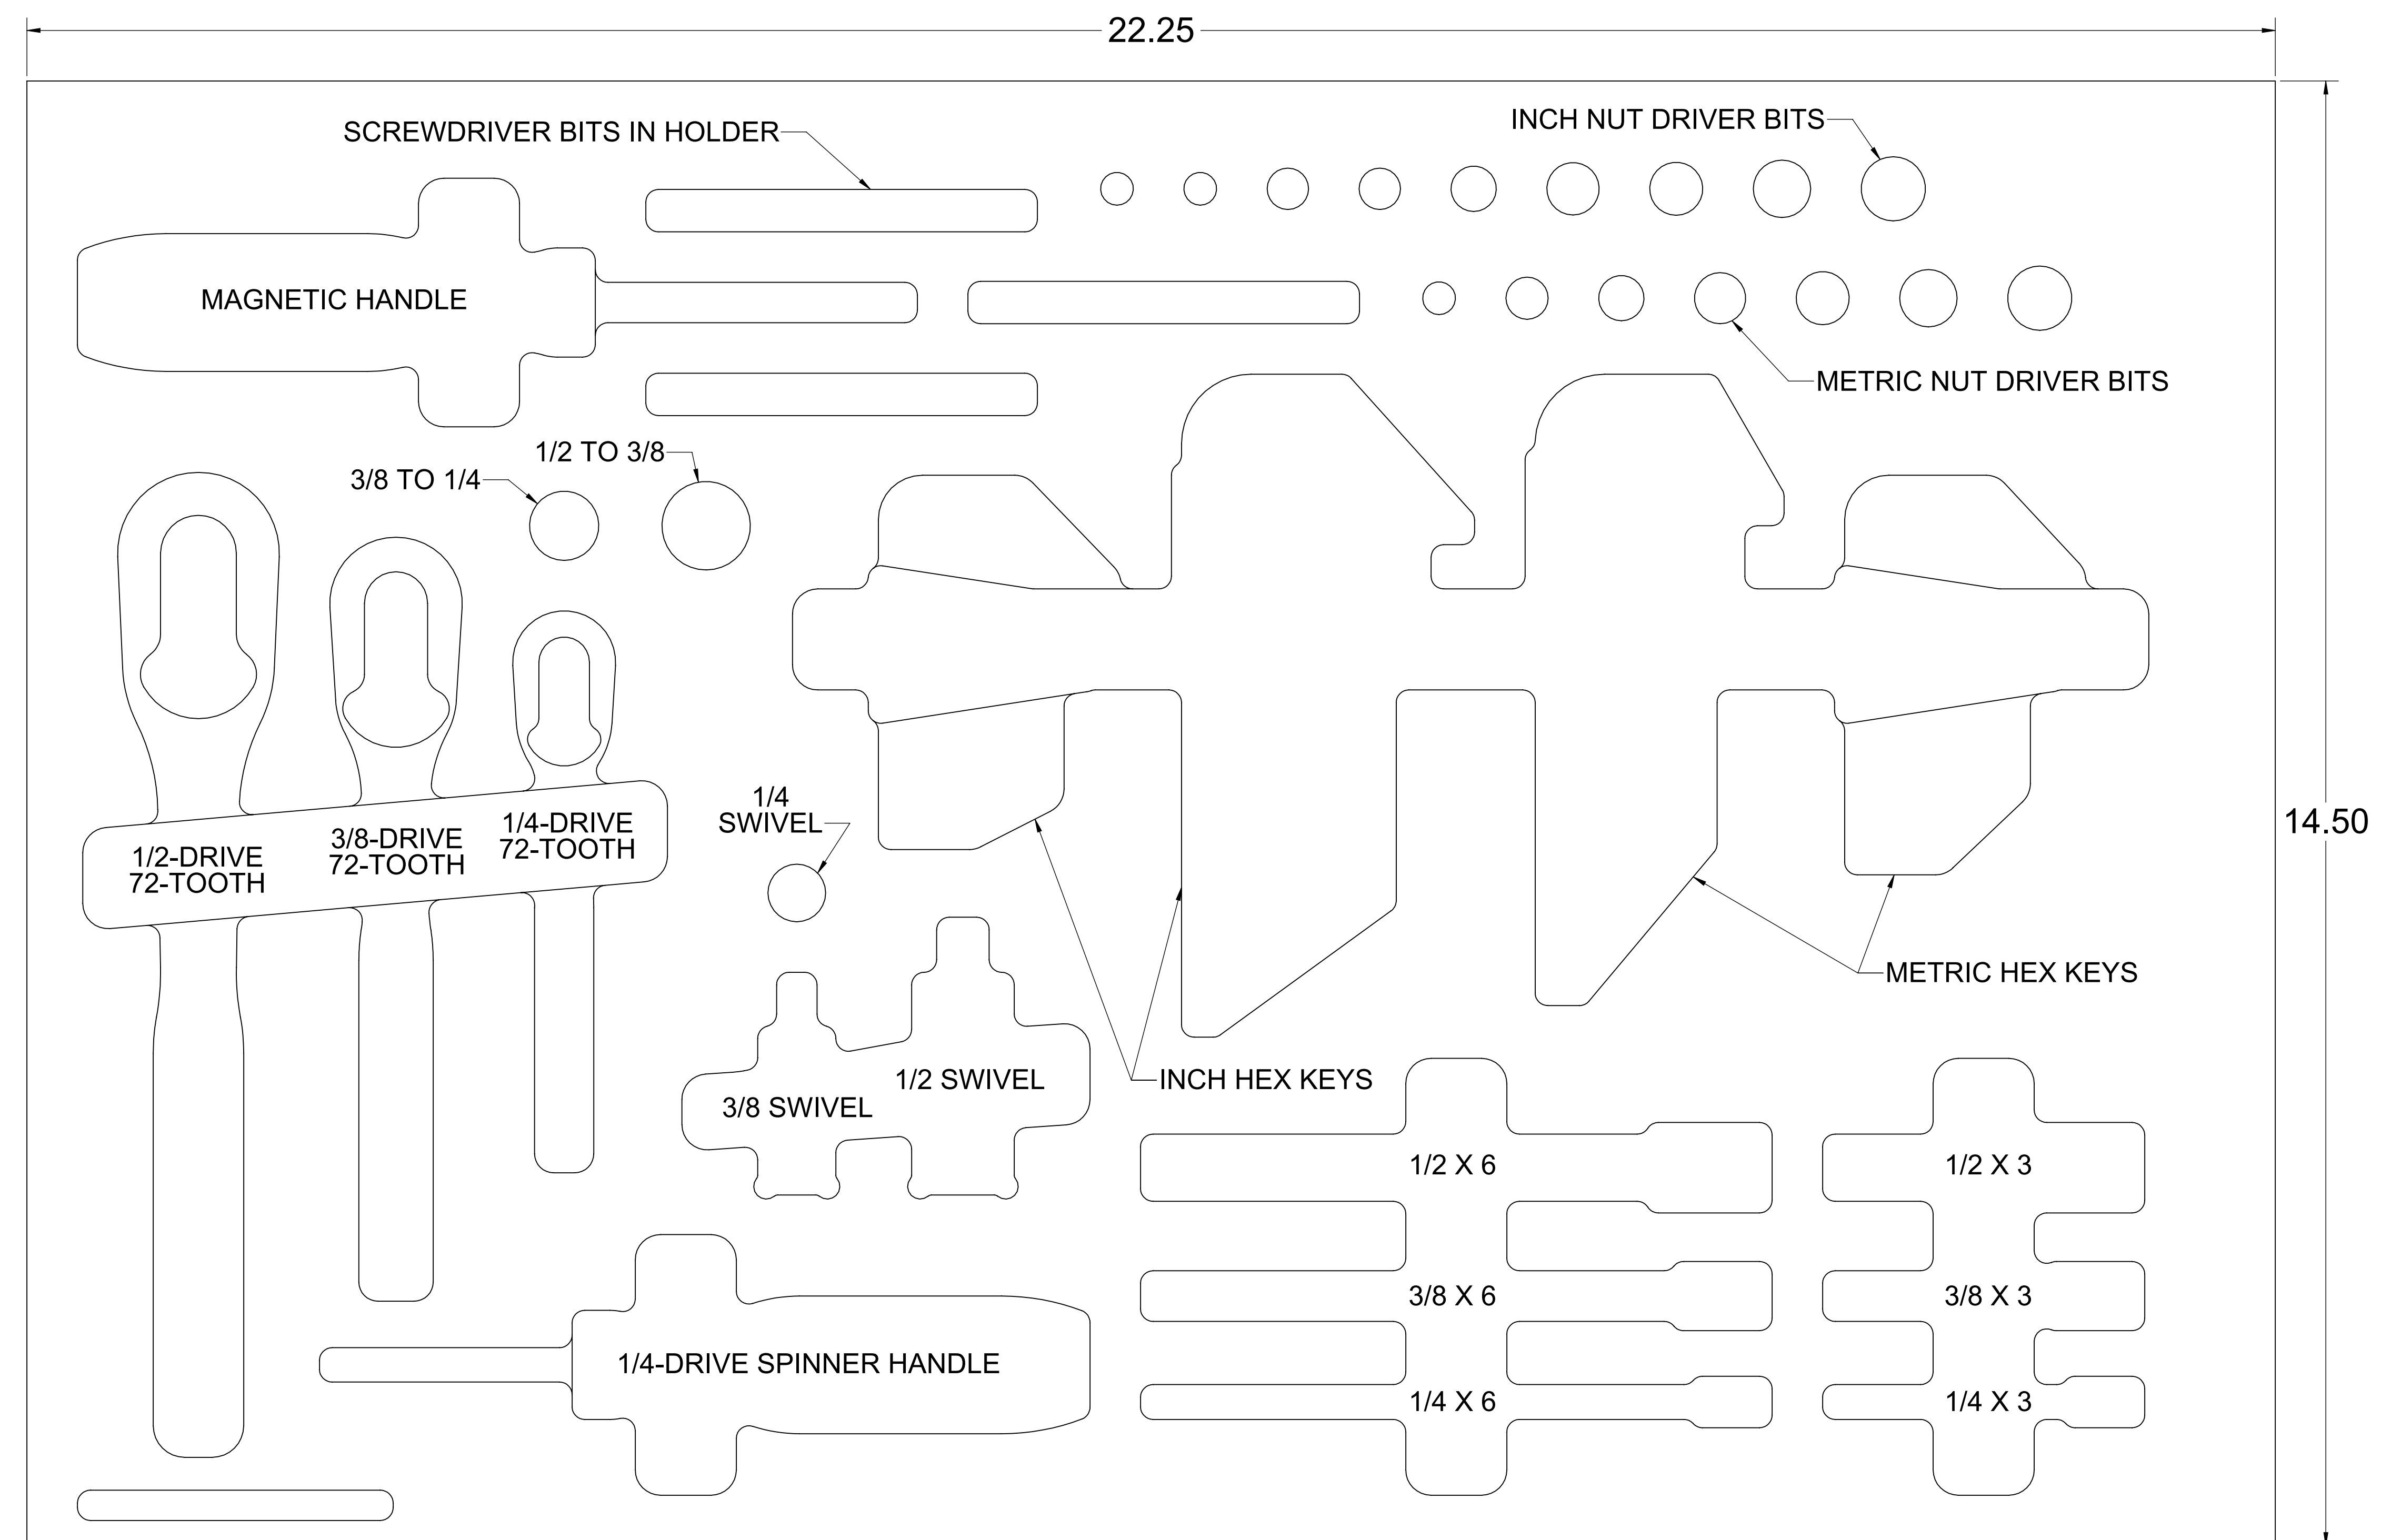 22.25
SCREWDRIVER BITS IN HOLDER
INCH NUT DRIVER BITS
MAGNETIC HANDLE
METRIC NUT DRIVER BITS
1/2 TO 3/8
3/8 TO 1/4
14.50
1/4
SWIVEL
1/2-DRIVE
72-TOOTH
3/8-DRIVE
72-TOOTH
1/4-DRIVE
72-TOOTH
METRIC HEX KEYS
INCH HEX KEYS
1/2 SWIVEL
3/8 SWIVEL
1/2 X 6
1/2 X 3
3/8 X 6
3/8 X 3
1/4-DRIVE SPINNER HANDLE
1/4 X 6
1/4 X 3